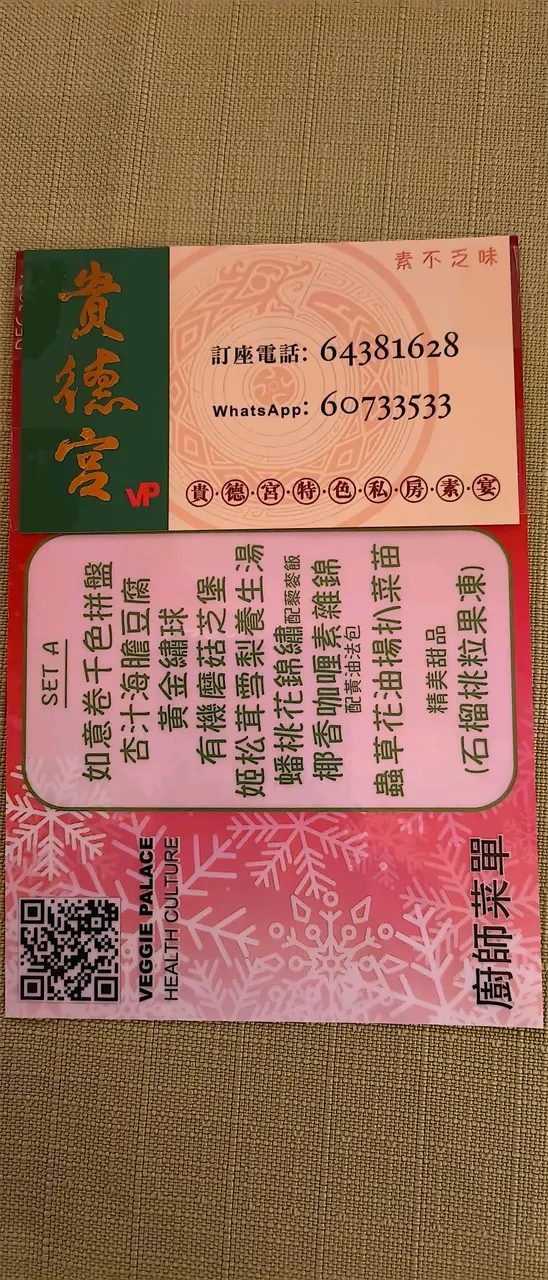 貴德宮
VP
素不乏味
訂座電話: 64381628
WhatsApp: 60733533
貴·德·宮·特·色·私·房·素·宴
SET A
如意卷千色拼盤
杏汁海膽豆腐
黃金繡球
有機蘑菇芝堡
姬松茸雪梨養生湯
蟠桃花錦繡配藜麥飯
椰香咖喱素雜錦
配黃油法包
蟲草花油揚扒菜苗
精美甜品
(石榴桃粒果凍)
VEGGIE PALACE
HEALTH CULTURE
廚師菜單